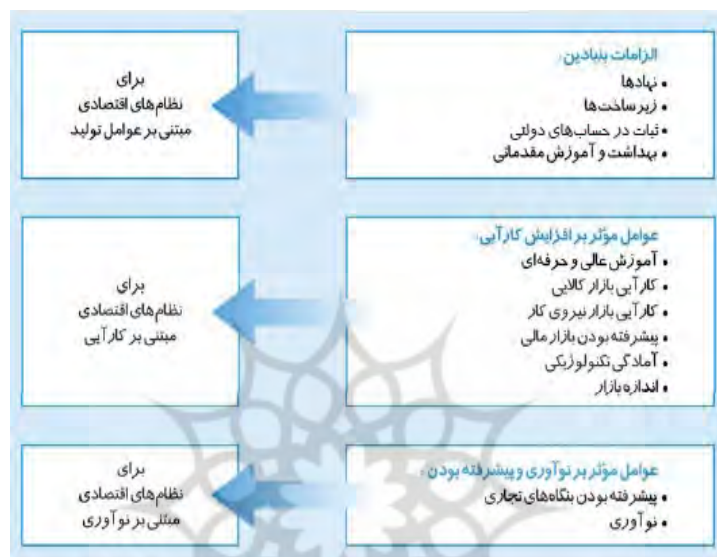 الزامات بنیادین:
• نهادها
• زیرساخت‌ها
• ثبات در حساب‌های دولتی
• بهداشت و آموزش مقدماتی
برای
نظام‌های اقتصادی
مبتنی بر عوامل تولید
عوامل مؤثر بر افزایش کارآیی:
• آموزش عالی و حرفه‌ای
• کارآیی بازار کالایی
• کارآیی بازار نیروی کار
• پیشرفته بودن بازار مالی
• آمادگی تکنولوژیکی
• اندازه بازار
برای
نظام‌های اقتصادی
مبتنی بر کارآیی
عوامل مؤثر بر نوآوری و پیشرفته بودن:
• پیشرفته بودن بنگاه‌های تجاری
• نوآوری
برای
نظام‌های اقتصادی
مبتنی بر نوآوری